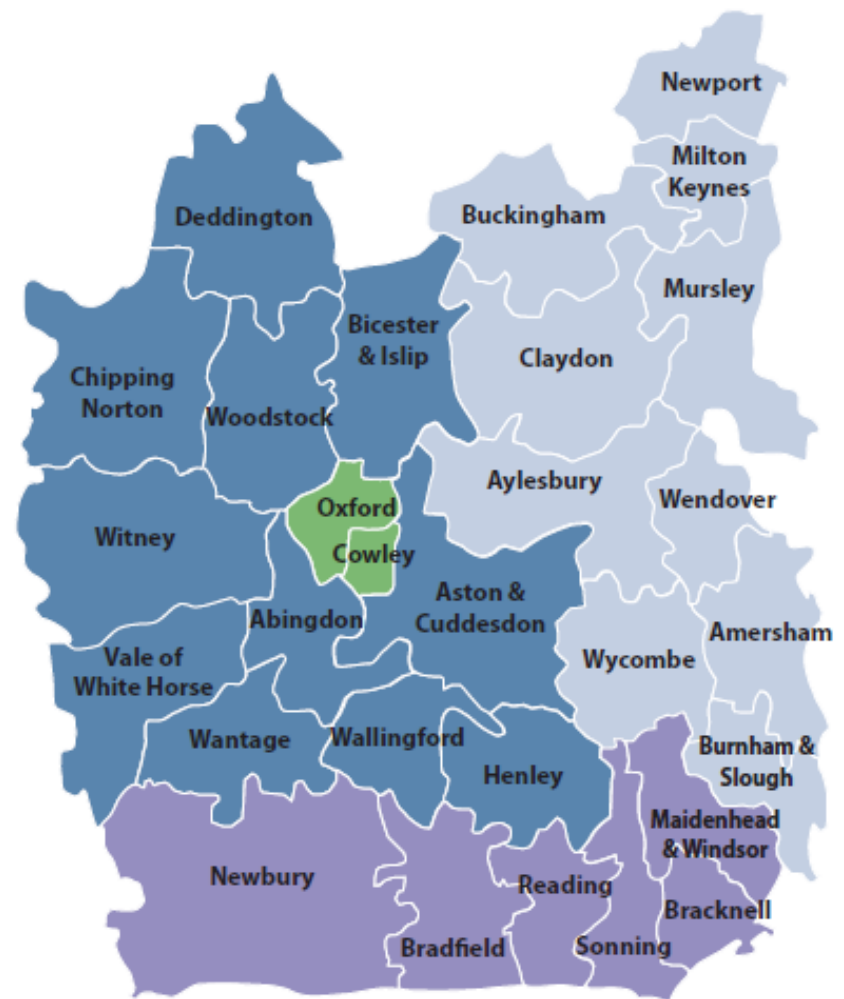 Newport
Milton
Keynes
Deddington
Buckingham
Mursley
Bicester
& Islip
Claydon
Chipping
Norton
Woodstock
Aylesbury
Wendover
Oxford
Witney
Cowley
Aston &
Cuddesdon
Abingdon
Amersham
Vale of
White Horse
Wycombe
Wantage
Wallingford
Burnham &
Slough
Henley
Maidenhead
& Windsor
Newbury
Reading
Bracknell
Bradfield
Sonning